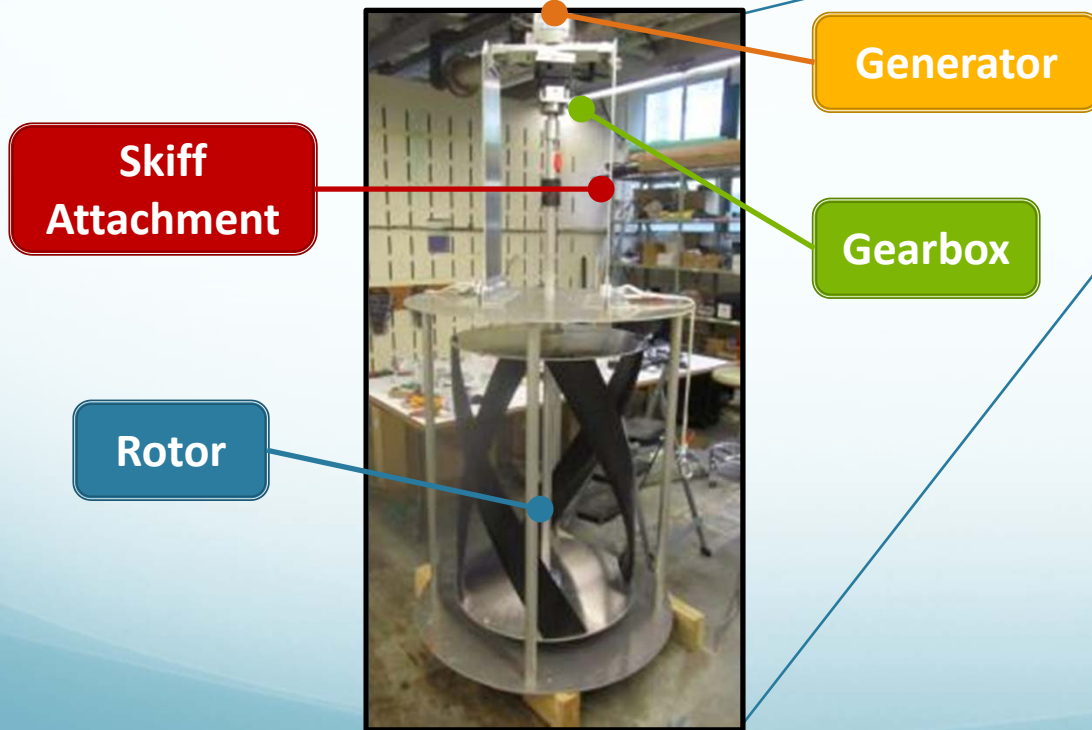 Generator
Skiff
Attachment
Gearbox
Rotor